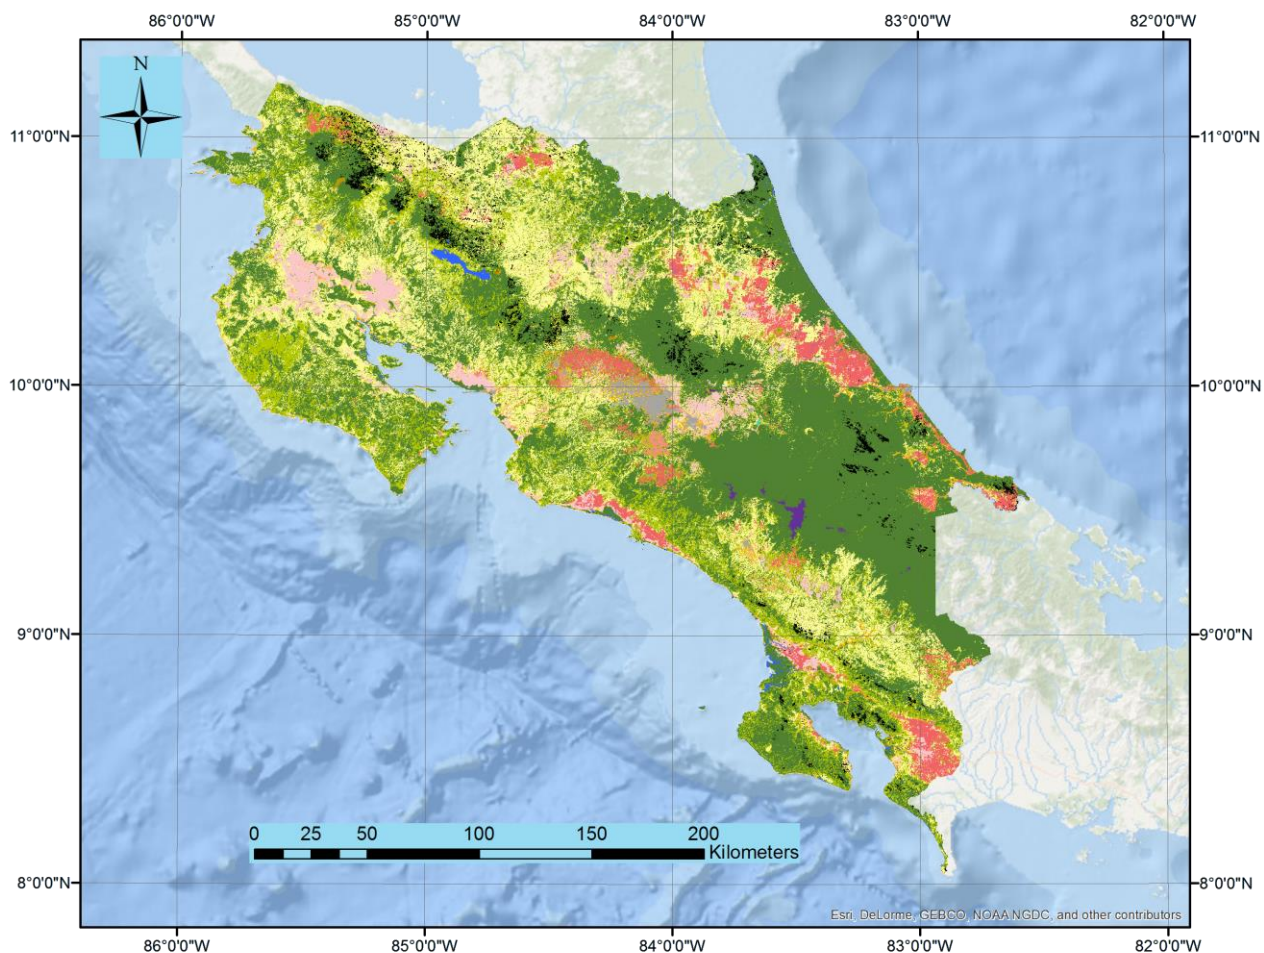 86°0'0"W 85°0'0"W 84°0'0"W 83°0'0"W 82°0'0"W
N
11°0'0"N 11°0'0"N
10°0'0"N 10°0'0"N
9°0'0"N 9°0'0"N
0 25 50 100 150 200
Kilometers
8°0'0"N 8°0'0"N
Esri, DeLorme, GEBCO, NOAA NGDC, and other contributors
86°0'0"W 85°0'0"W 84°0'0"W 83°0'0"W 82°0'0"W